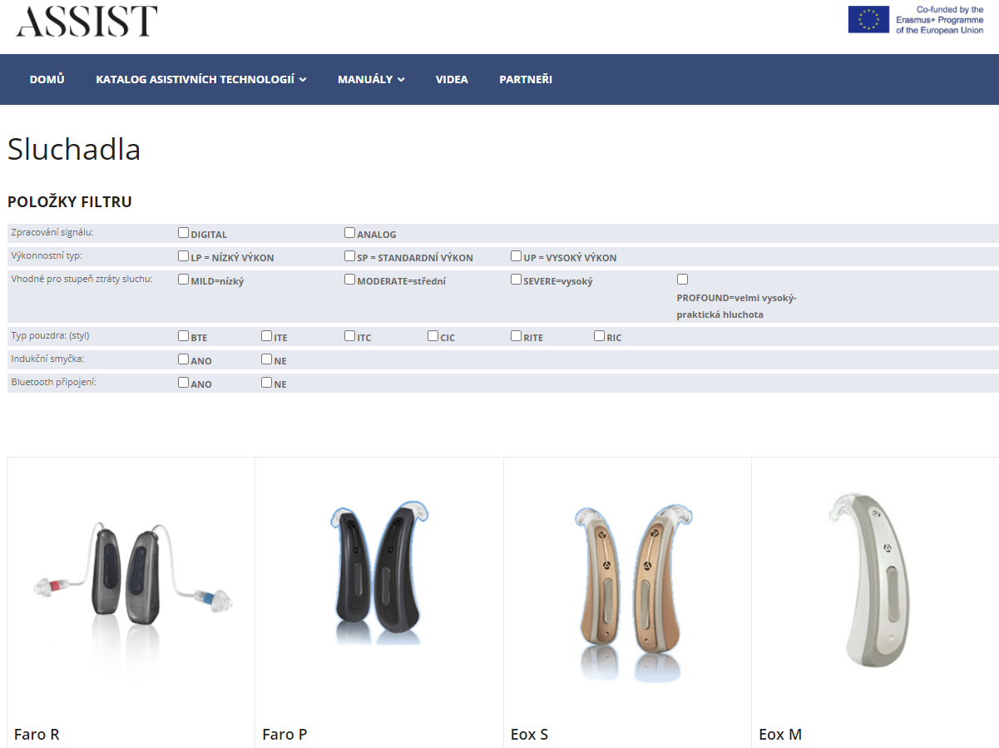 ASSIST
Co-funded by the
Erasmus+ Programme
of the European Union
DOMŮ KATALOG ASISTIVNÍCH TECHNOLOGIÍ MANUÁLY VIDEA PARTNEŘI
Sluchadla
POLOŽKY FILTRU
Zpracování signálu: DIGITAL ANALOG
Výkonnostní typ: LP = NÍZKÝ VÝKON SP = STANDARDNÍ VÝKON UP = VYSOKÝ VÝKON
Vhodné pro stupeň ztráty sluchu: MILD=nízký MODERATE=střední SEVERE=vysoký
PROFOUND=velmi vysoký-
praktická hluchota
Typ pouzdra: (styl) BTE ITE ITC CIC RITE RIC
Indukční smyčka: ANO NE
Bluetooth připojení: ANO NE
Faro R Faro P Eox S Eox M